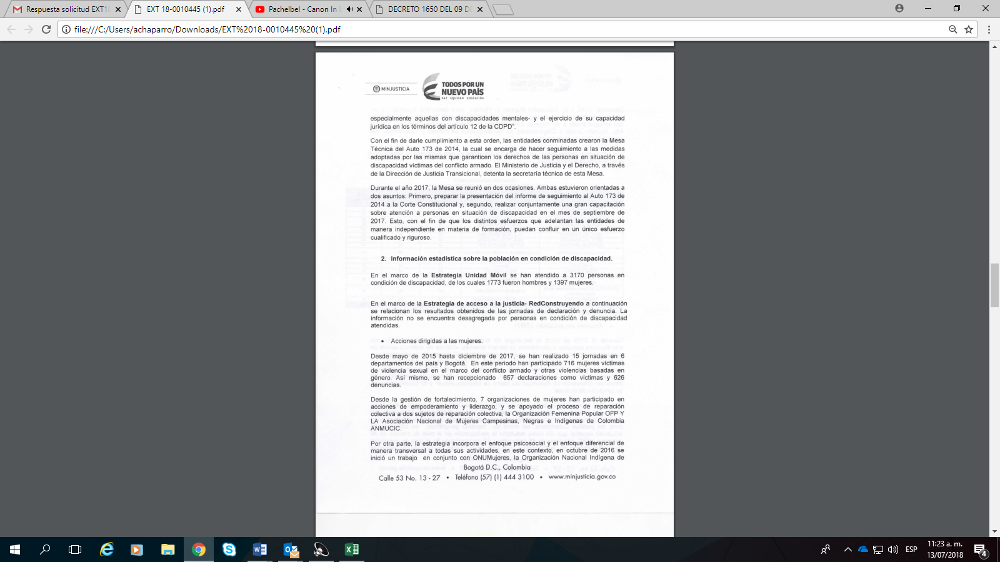 Respuesta solicitud EXT18
EXT 18-0010445 (1).pdf
Pachelbel - Canon In
DECRETO 1650 DEL 09 DE
file:///C:/Users/achaparro/Downloads/EXT%2018-0010445%20(1).pdf
MINJUSTICIA
TODOS POR UN
NUEVO PAÍS
PAZ EQUIDAD EDUCACIÓN
especialmente aquellas con discapacidades mentales- y el ejercicio de su capacidad
jurídica en los términos del artículo 12 de la CDPD”.
Con el fin de darle cumplimiento a esta orden, las entidades conminadas crearon la Mesa
Técnica del Auto 173 de 2014, la cual se encarga de hacer seguimiento a las medidas
adoptadas por las mismas que garanticen los derechos de las personas en situación de
discapacidad víctimas del conflicto armado. El Ministerio de Justicia y el Derecho, a través
de la Dirección de Justicia Transicional, detenta la secretaría técnica de esta Mesa.
Durante el año 2017, la Mesa se reunió en dos ocasiones. Ambas estuvieron orientadas a
dos asuntos: Primero, preparar la presentación del informe de seguimiento al Auto 173 de
2014 a la Corte Constitucional y, segundo, realizar conjuntamente una gran capacitación
sobre atención a personas en situación de discapacidad en el mes de septiembre de
2017. Esto, con el fin de que los distintos esfuerzos que adelantan las entidades de
manera independiente en materia de formación, puedan confluir en un único esfuerzo
cualificado y riguroso.
2. Información estadística sobre la población en condición de discapacidad.
En el marco de la Estrategia Unidad Móvil se han atendido a 3170 personas en
condición de discapacidad, de los cuales 1773 fueron hombres y 1397 mujeres.
En el marco de la Estrategia de acceso a la justicia- RedConstruyendo a continuación
se relacionan los resultados obtenidos de las jornadas de declaración y denuncia. La
información no se encuentra desagregada por personas en condición de discapacidad
atendidas.
• Acciones dirigidas a las mujeres.
Desde mayo de 2015 hasta diciembre de 2017, se han realizado 15 jornadas en 6
departamentos del país y Bogotá. En este periodo han participado 716 mujeres víctimas
de violencia sexual en el marco del conflicto armado y otras violencias basadas en
género. Así mismo, se han recepcionado 657 declaraciones como víctimas y 626
denuncias.
Desde la gestión de fortalecimiento, 7 organizaciones de mujeres han participado en
acciones de empoderamiento y liderazgo, y se apoyado el proceso de reparación
colectiva a dos sujetos de reparación colectiva, la Organización Femenina Popular OFP Y
LA Asociación Nacional de Mujeres Campesinas, Negras e Indígenas de Colombia
ANMUCIC.
Por otra parte, la estrategia incorpora el enfoque psicosocial y el enfoque diferencial de
manera transversal a todas sus actividades, en este contexto, en octubre de 2016 se
inició un trabajo en conjunto con ONUMujeres, la Organización Nacional Indígena de
Bogotá D.C., Colombia
Calle 53 No. 13 - 27 • Teléfono (57) (1) 444 3100 • www.minjusticia.gov.co
ESP
11:23 a. m.
13/07/2018
4